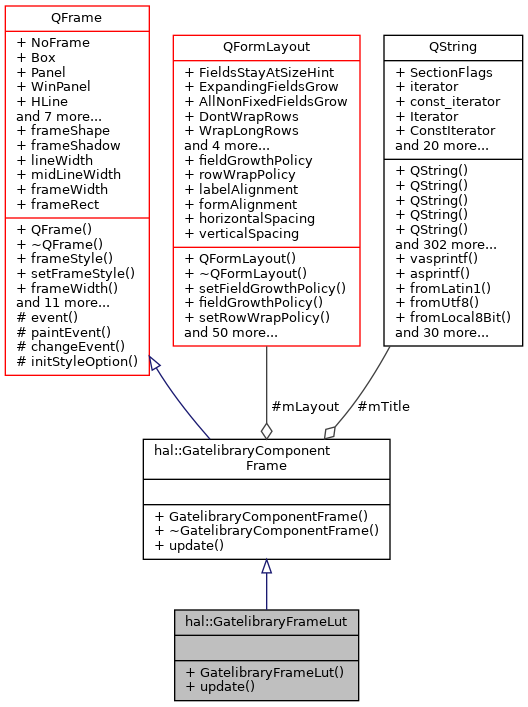 QFrame
+ NoFrame
+ Box
+ Panel
+ WinPanel
+ HLine
and 7 more...
+ frameShape
+ frameShadow
+ lineWidth
+ midLineWidth
+ frameWidth
+ frameRect
+ QFrame()
+ ~QFrame()
+ frameStyle()
+ setFrameStyle()
+ frameWidth()
and 11 more...
# event()
# paintEvent()
# changeEvent()
# initStyleOption()
QFormLayout
+ FieldsStayAtSizeHint
+ ExpandingFieldsGrow
+ AllNonFixedFieldsGrow
+ DontWrapRows
+ WrapLongRows
and 4 more...
+ fieldGrowthPolicy
+ rowWrapPolicy
+ labelAlignment
+ formAlignment
+ horizontalSpacing
+ verticalSpacing
+ QFormLayout()
+ ~QFormLayout()
+ setFieldGrowthPolicy()
+ fieldGrowthPolicy()
+ setRowWrapPolicy()
and 50 more...
QString
+ SectionFlags
+ iterator
+ const_iterator
+ Iterator
+ ConstIterator
and 20 more...
+ QString()
+ QString()
+ QString()
+ QString()
+ QString()
and 302 more...
+ vasprintf()
+ asprintf()
+ fromLatin1()
+ fromUtf8()
+ fromLocal8Bit()
and 30 more...
#mLayout
#mTitle
hal::GatelibraryComponent
Frame
+ GatelibraryComponentFrame()
+ ~GatelibraryComponentFrame()
+ update()
hal::GatelibraryFrameLut
+ GatelibraryFrameLut()
+ update()